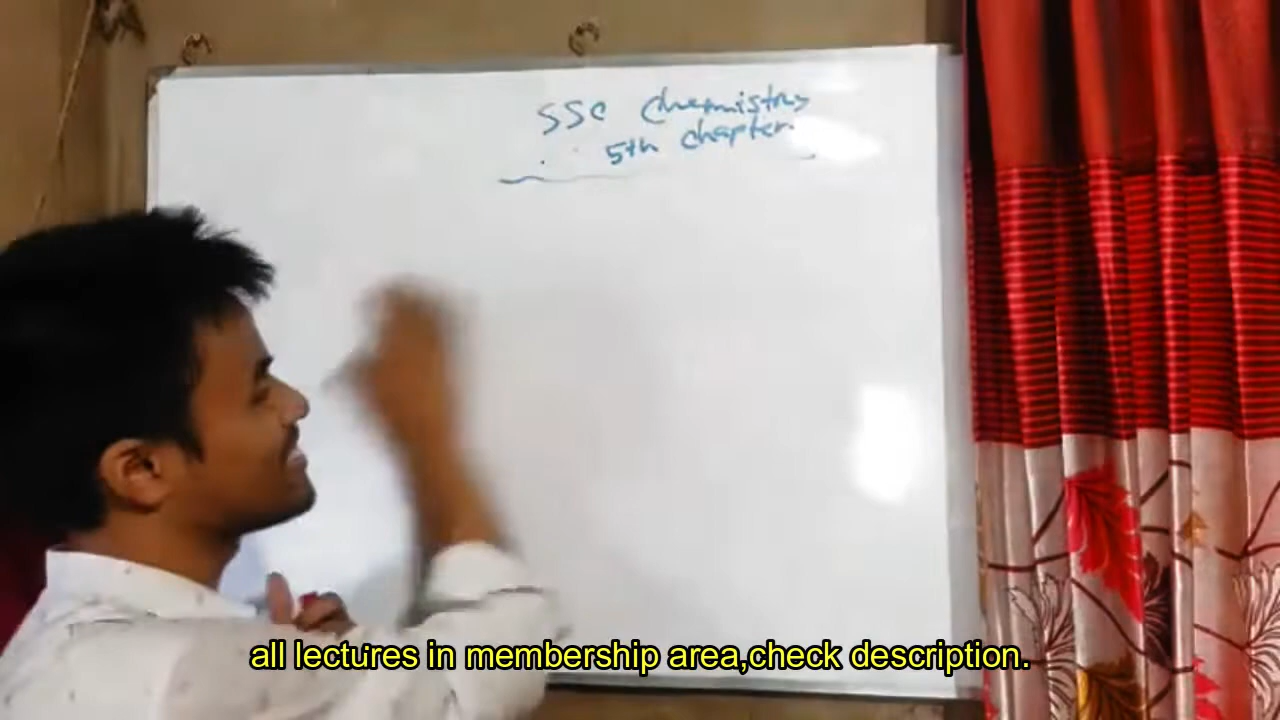 SSC Chemistry
5th chapter
all lectures in membership area,check description.